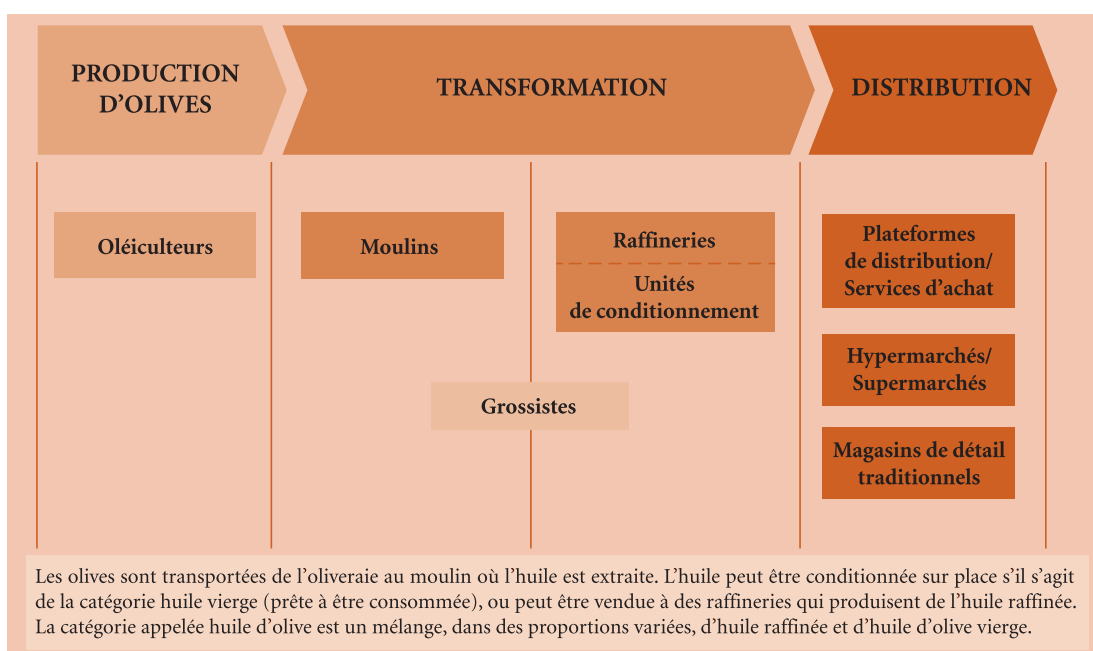 PRODUCTION
D’OLIVES
TRANSFORMATION
DISTRIBUTION
Oléiculteurs
Moulins
Raffineries
Unités
de conditionnement
Grossistes
Plateformes
de distribution/
Services d’achat
Hypermarchés/
Supermarchés
Magasins de détail
traditionnels
Les olives sont transportées de l’oliveraie au moulin où l’huile est extraite. L’huile peut être conditionnée sur place s’il s’agit
de la catégorie huile vierge (prête à être consommée), ou peut être vendue à des raffineries qui produisent de l’huile raffinée.
La catégorie appelée huile d’olive est un mélange, dans des proportions variées, d’huile raffinée et d’huile d’olive vierge.